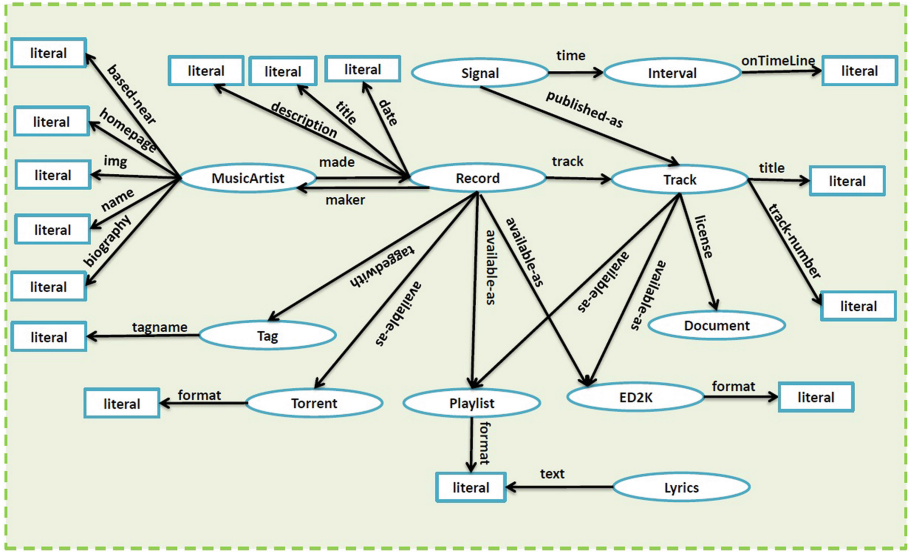 literal
literal
literal
literal
time
onTimeLine
literal
Signal
Interval
based-near
description
title
date
published-as
literal
homepage
img
literal
MusicArtist
made
maker
Record
track
Track
title
literal
name
literal
biography
literal
taggedwith
available-as
available-as
available-as
available-as
available-as
license
track-number
literal
literal
tagname
Tag
Document
literal
format
Torrent
Playlist
ED2K
format
literal
format
literal
text
Lyrics